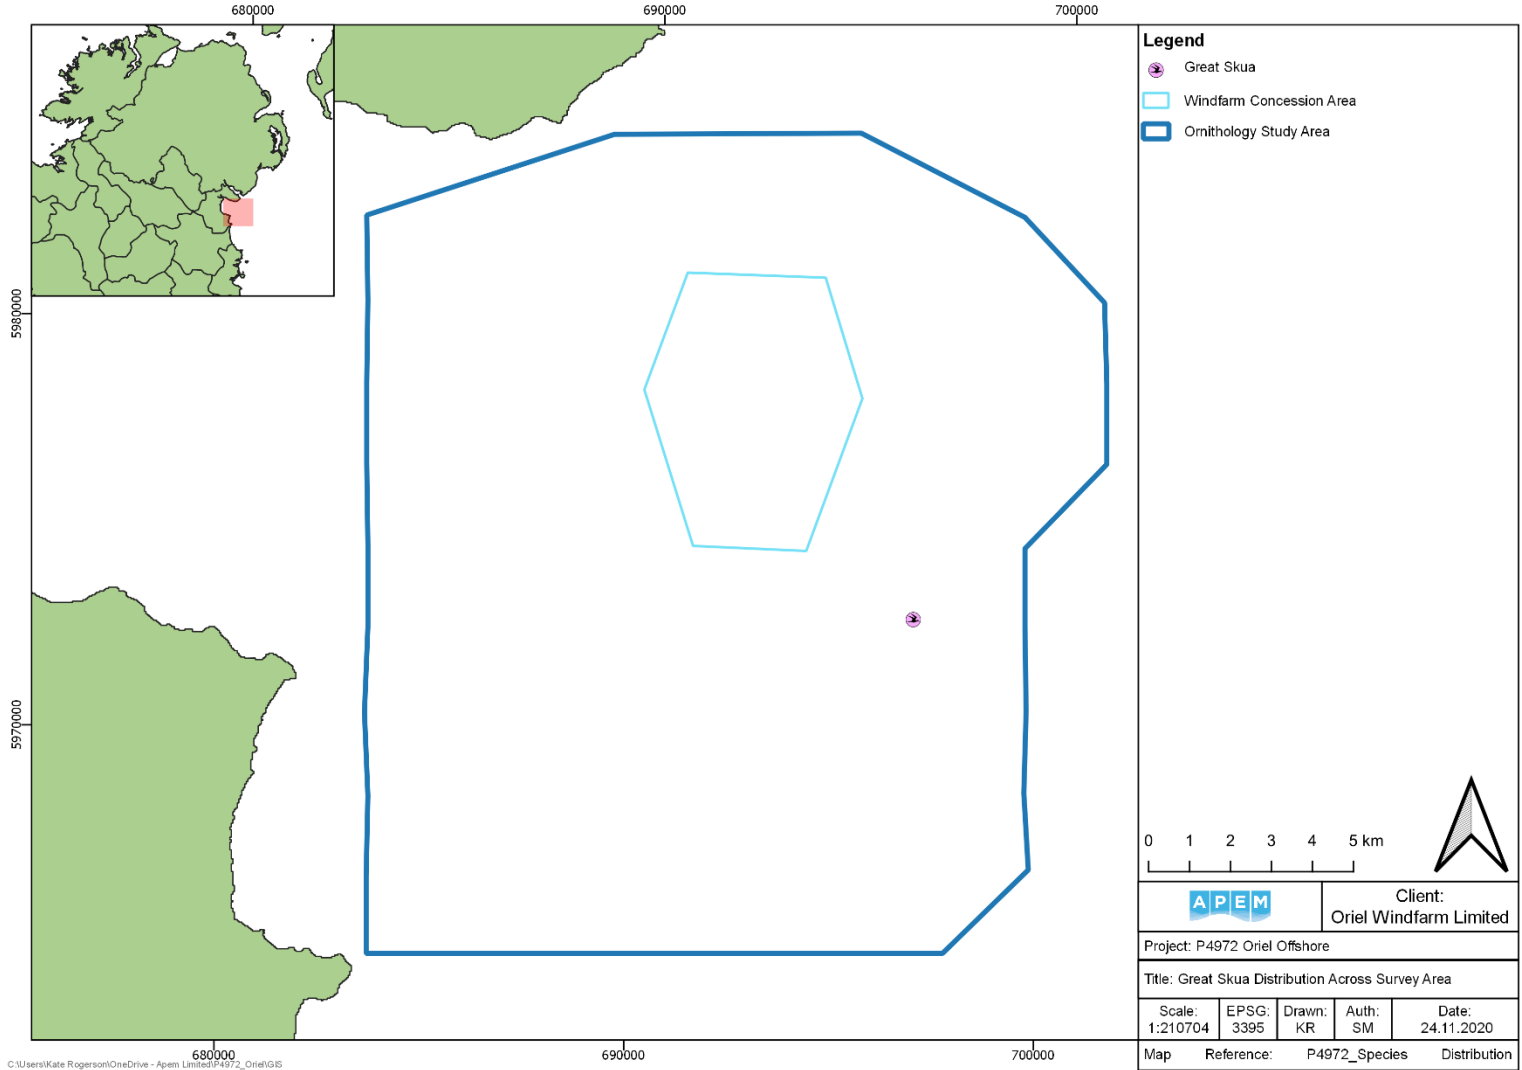 680000
690000
700000
Legend
Great Skua
Windfarm Concession Area
Ornithology Study Area
5980000
5970000
0 1 2 3 4 5 km
APEM
Client:
Oriel Windfarm Limited
Project: P4972 Oriel Offshore
Title: Great Skua Distribution Across Survey Area
Scale:
1:210704
EPSG:
3395
Drawn:
KR
Auth:
SM
Date:
24.11.2020
Map Reference: P4972_Species Distribution
680000
690000
700000
C:\Users\Kate Rogerson\OneDrive - Apem Limited\P4972_Oriel\GIS